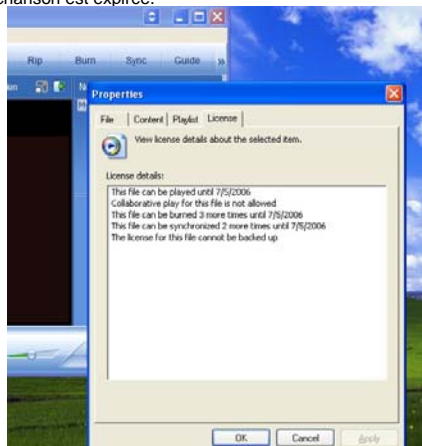 chanson est expirée.
Rip Burn Sync Guide »
Properties
File Content Playlist License
View license details about the selected item.
License details:
This file can be played until 7/5/2006
Collaborative play for this file is not allowed
This file can be burned 3 more times until 7/5/2006
This file can be synchronized 2 more times until 7/5/2006
The license for this file cannot be backed up
OK Cancel Apply